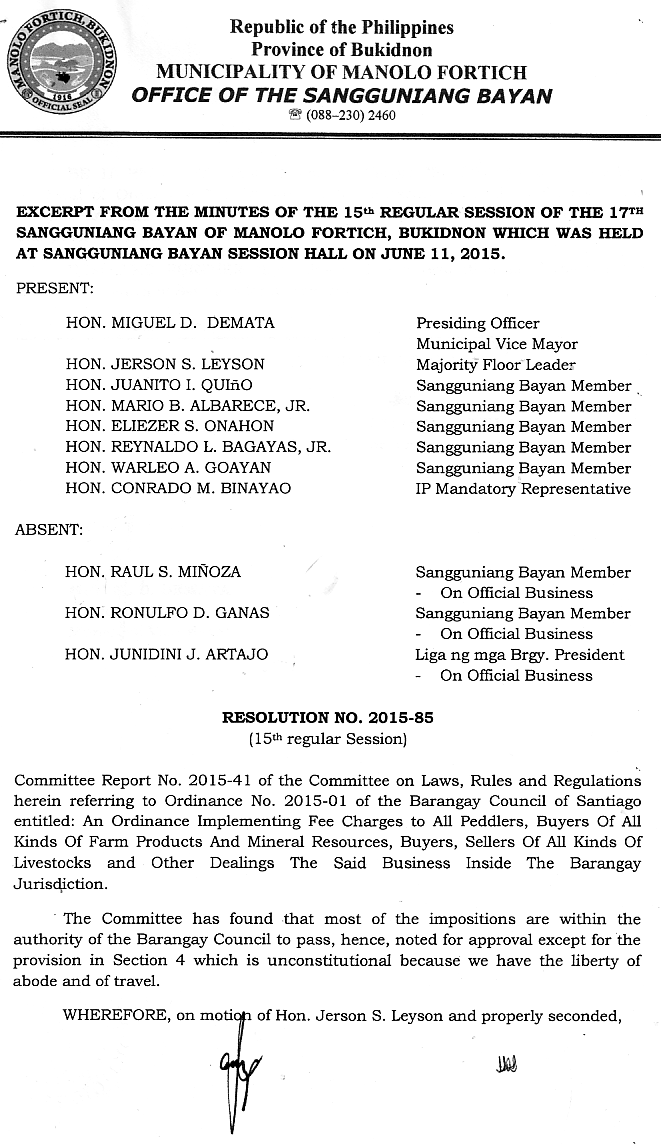 MANOLO FORTICH, BUKIDNON
1916
OFFICIAL SEAL
Republic of the Philippines
Province of Bukidnon
MUNICIPALITY OF MANOLO FORTICH
OFFICE OF THE SANGGUNIANG BAYAN
☏ (088–230) 2460
EXCERPT FROM THE MINUTES OF THE 15th REGULAR SESSION OF THE 17TH
SANGGUNIANG BAYAN OF MANOLO FORTICH, BUKIDNON WHICH WAS HELD
AT SANGGUNIANG BAYAN SESSION HALL ON JUNE 11, 2015.
PRESENT:
HON. MIGUEL D. DEMATA Presiding Officer
Municipal Vice Mayor
HON. JERSON S. LEYSON Majority Floor Leader
HON. JUANITO I. QUIñO Sangguniang Bayan Member
HON. MARIO B. ALBARECE, JR. Sangguniang Bayan Member
HON. ELIEZER S. ONAHON Sangguniang Bayan Member
HON. REYNALDO L. BAGAYAS, JR. Sangguniang Bayan Member
HON. WARLEO A. GOAYAN Sangguniang Bayan Member
HON. CONRADO M. BINAYAO IP Mandatory Representative
ABSENT:
HON. RAUL S. MIÑOZA Sangguniang Bayan Member
- On Official Business
HON. RONULFO D. GANAS Sangguniang Bayan Member
- On Official Business
HON. JUNIDINI J. ARTAJO Liga ng mga Brgy. President
- On Official Business
RESOLUTION NO. 2015-85
(15th regular Session)
Committee Report No. 2015-41 of the Committee on Laws, Rules and Regulations
herein referring to Ordinance No. 2015-01 of the Barangay Council of Santiago
entitled: An Ordinance Implementing Fee Charges to All Peddlers, Buyers Of All
Kinds Of Farm Products And Mineral Resources, Buyers, Sellers Of All Kinds Of
Livestocks and Other Dealings The Said Business Inside The Barangay
Jurisdiction.
The Committee has found that most of the impositions are within the
authority of the Barangay Council to pass, hence, noted for approval except for the
provision in Section 4 which is unconstitutional because we have the liberty of
abode and of travel.
WHEREFORE, on motion of Hon. Jerson S. Leyson and properly seconded,